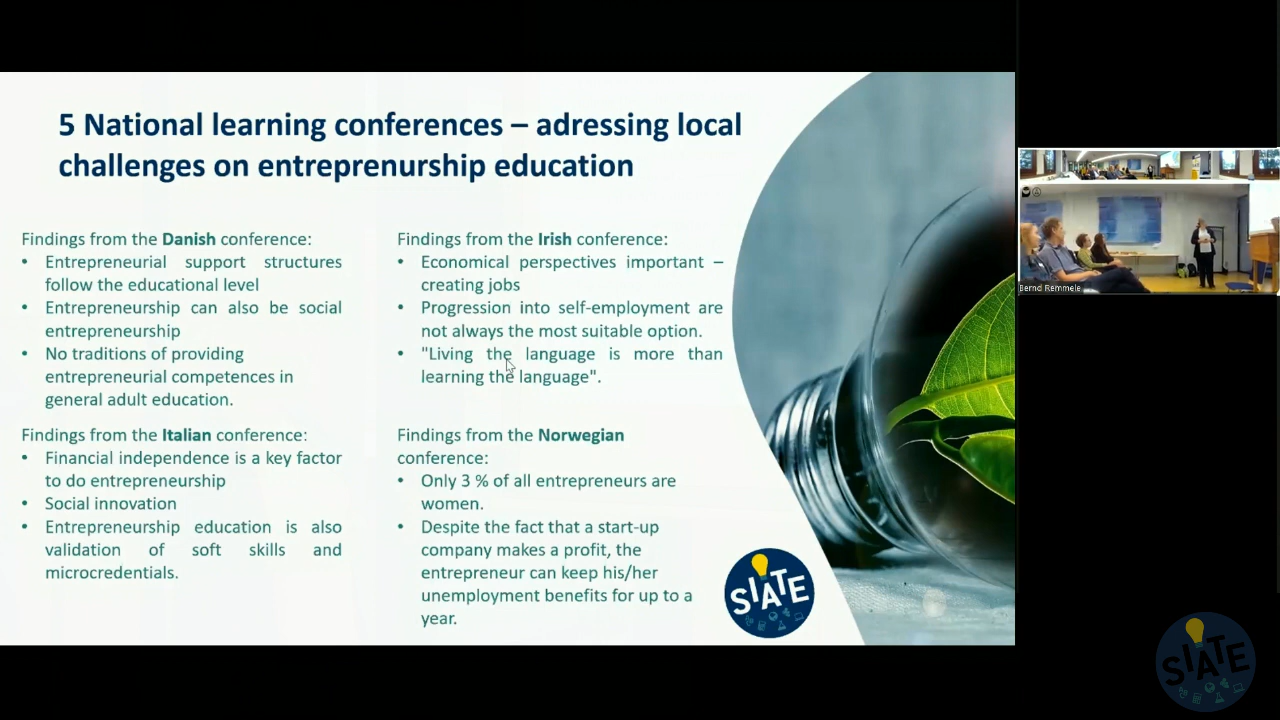 5 National learning conferences – adressing local
challenges on entreprenurship education
Findings from the Danish conference:
• Entrepreneurial support structures
follow the educational level
• Entrepreneurship can also be social
entrepreneurship
• No traditions of providing
entrepreneurial competences in
general adult education.
Findings from the Italian conference:
• Financial independence is a key factor
to do entrepreneurship
• Social innovation
• Entrepreneurship education is also
validation of soft skills and
microcredentials.
Findings from the Irish conference:
• Economical perspectives important –
creating jobs
• Progression into self-employment are
not always the most suitable option.
• "Living the language is more than
learning the language".
Findings from the Norwegian
conference:
• Only 3 % of all entrepreneurs are
women.
• Despite the fact that a start-up
company makes a profit, the
entrepreneur can keep his/her
unemployment benefits for up to a
year.
SIATE
Bernd Remmele
SIATE